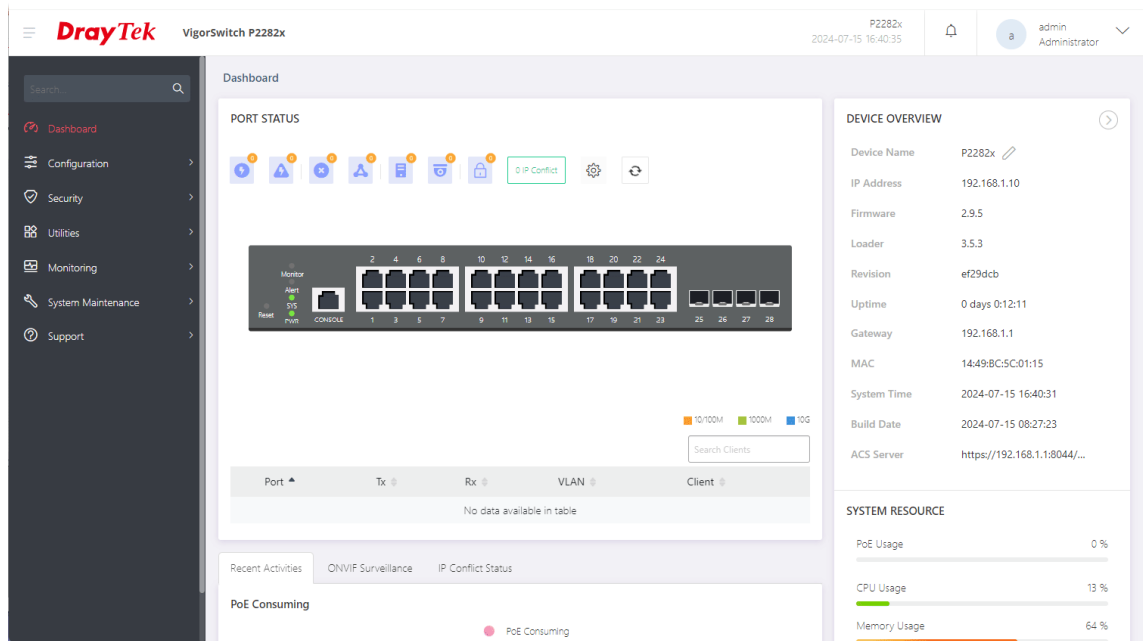 DrayTek VigorSwitch P2282x
P2282x
2024-07-15 16:40:35
a
admin
Administrator
Search...
Dashboard
Configuration
Security
Utilities
Monitoring
System Maintenance
Support
Dashboard
PORT STATUS
0 0 0 0 0 0 0
0 IP Conflict
2 4 6 8 10 12 14 16 18 20 22 24
Monitor
Alert
SYS
Reset PWR CONSOLE
1 3 5 7 9 11 13 15 17 19 21 23 25 26 27 28
10/100M 1000M 10G
Search Clients
Port Tx Rx VLAN Client
No data available in table
Recent Activities ONVIF Surveillance IP Conflict Status
PoE Consuming
PoE Consuming
DEVICE OVERVIEW
Device Name P2282x
IP Address 192.168.1.10
Firmware 2.9.5
Loader 3.5.3
Revision ef29dcb
Uptime 0 days 0:12:11
Gateway 192.168.1.1
MAC 14:49:BC:5C:01:15
System Time 2024-07-15 16:40:31
Build Date 2024-07-15 08:27:23
ACS Server https://192.168.1.1:8044/...
SYSTEM RESOURCE
PoE Usage 0 %
CPU Usage 13 %
Memory Usage 64 %